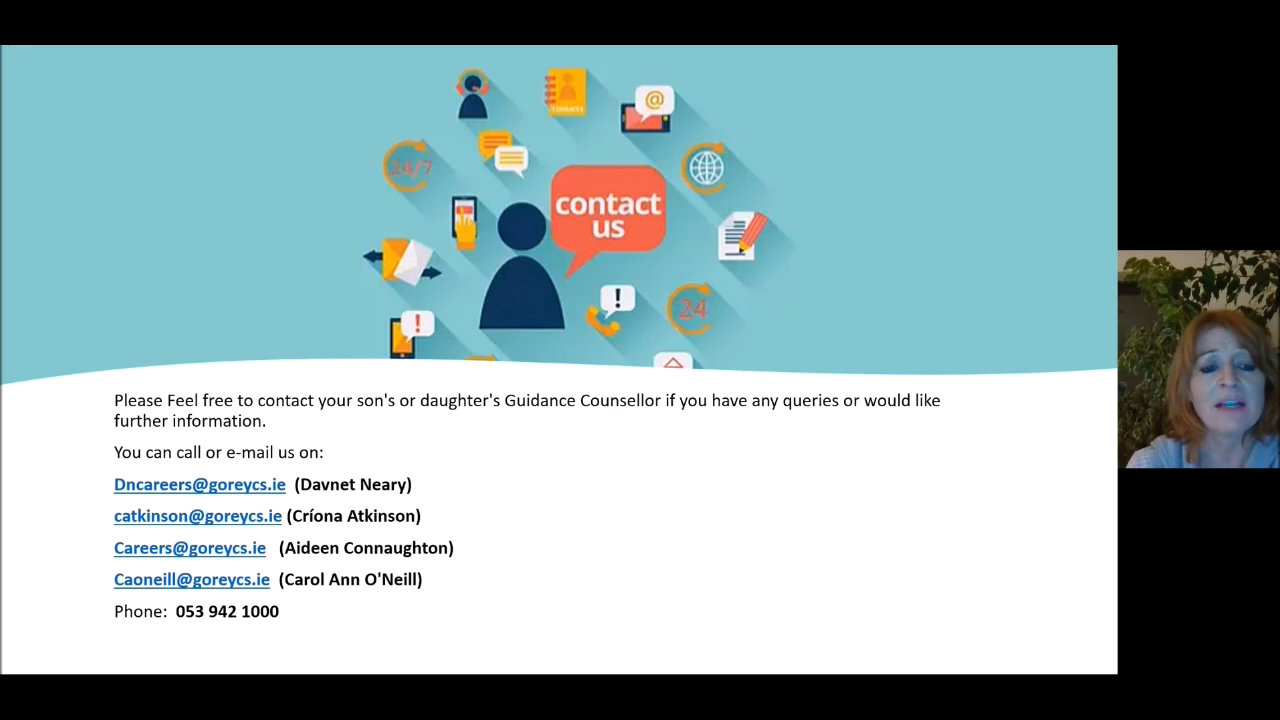 contacts
@
24/7
contact
us
!
24
!
Please Feel free to contact your son's or daughter's Guidance Counsellor if you have any queries or would like
further information.
You can call or e-mail us on:
Dncareers@goreycs.ie (Davnet Neary)
catkinson@goreycs.ie (Críona Atkinson)
Careers@goreycs.ie (Aideen Connaughton)
Caoneill@goreycs.ie (Carol Ann O'Neill)
Phone: 053 942 1000